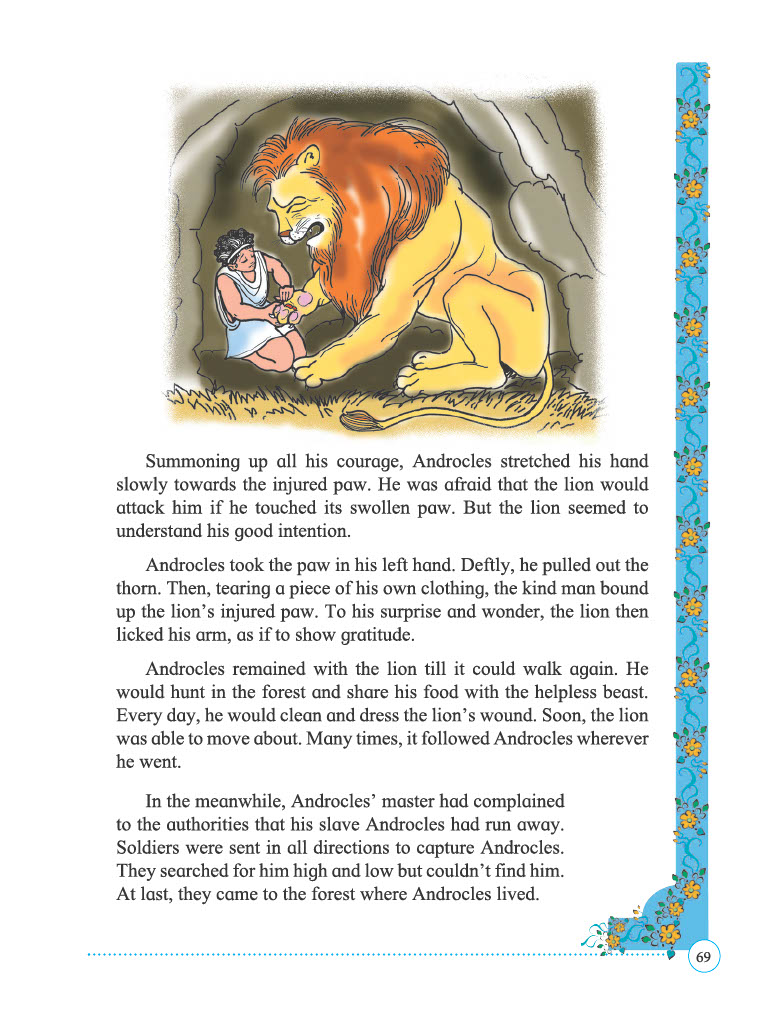 Summoning up all his courage, Androcles stretched his hand
slowly towards the injured paw. He was afraid that the lion would
attack him if he touched its swollen paw. But the lion seemed to
understand his good intention.
Androcles took the paw in his left hand. Deftly, he pulled out the
thorn. Then, tearing a piece of his own clothing, the kind man bound
up the lion's injured paw. To his surprise and wonder, the lion then
licked his arm, as if to show gratitude.
Androcles remained with the lion till it could walk again. He
would hunt in the forest and share his food with the helpless beast.
Every day, he would clean and dress the lion's wound. Soon, the lion
was able to move about. Many times, it followed Androcles wherever
he went.
In the meanwhile, Androcles' master had complained
to the authorities that his slave Androcles had run away.
Soldiers were sent in all directions to capture Androcles.
They searched for him high and low but couldn't find him.
At last, they came to the forest where Androcles lived.
69